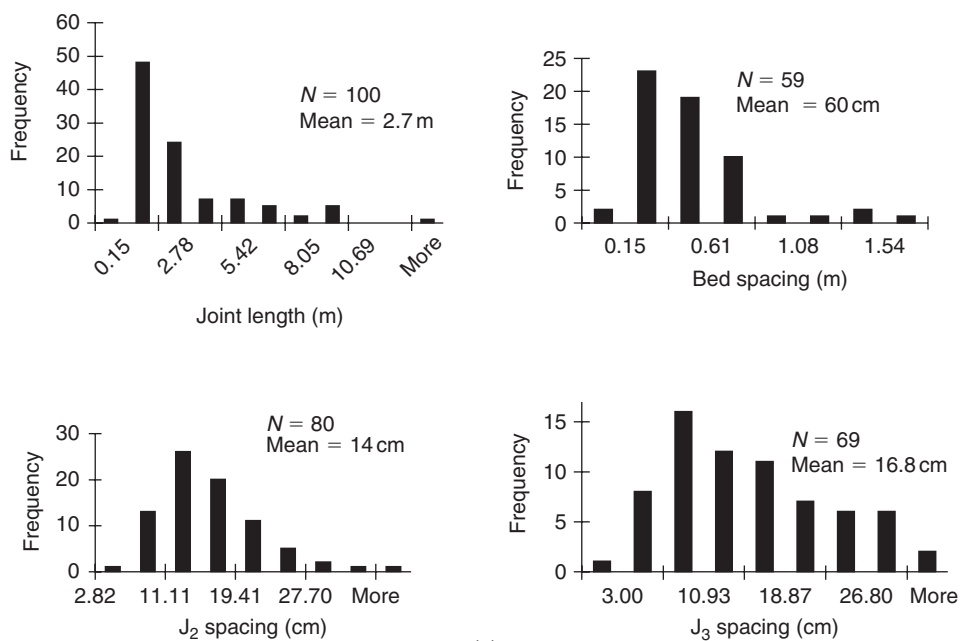 60
50
40
30
20
10
0
Frequency
N = 100
Mean = 2.7 m
0.15 2.78 5.42 8.05 10.69 More
Joint length (m)
25
20
15
10
5
0
Frequency
N = 59
Mean = 60 cm
0.15 0.61 1.08 1.54
Bed spacing (m)
30
20
10
0
Frequency
N = 80
Mean = 14 cm
2.82 11.11 19.41 27.70 More
J2 spacing (cm)
15
10
5
0
Frequency
N = 69
Mean = 16.8 cm
3.00 10.93 18.87 26.80 More
J3 spacing (cm)